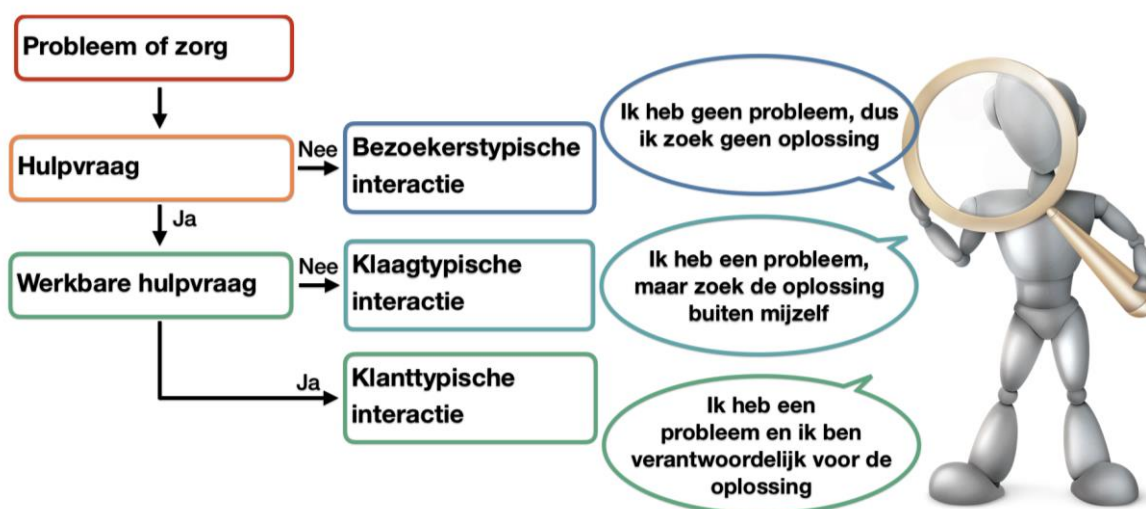 Probleem of zorg
Hulpvraag
Nee
Bezoekerstypische
interactie
Ik heb geen probleem, dus
ik zoek geen oplossing
Ja
Werkbare hulpvraag
Nee
Klaagtypische
interactie
Ik heb een probleem,
maar zoek de oplossing
buiten mijzelf
Ja
Klanttypische
interactie
Ik heb een
probleem en ik ben
verantwoordelijk voor de
oplossing